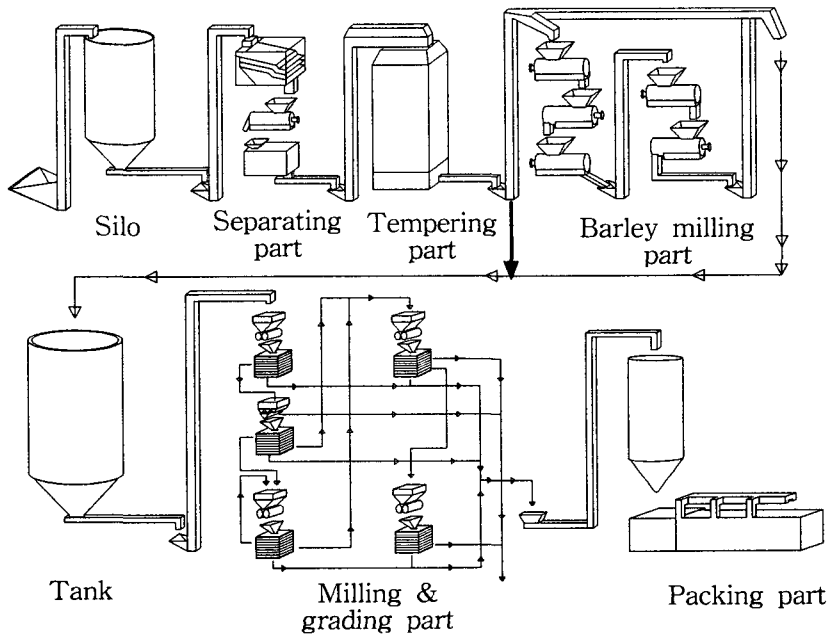 Silo
Separating
part
Tempering
part
Barley milling
part
Tank
Milling &
grading part
Packing part